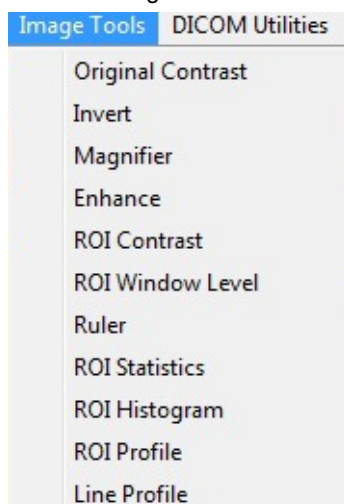 Image Tools DICOM Utilities
Original Contrast
Invert
Magnifier
Enhance
ROI Contrast
ROI Window Level
Ruler
ROI Statistics
ROI Histogram
ROI Profile
Line Profile